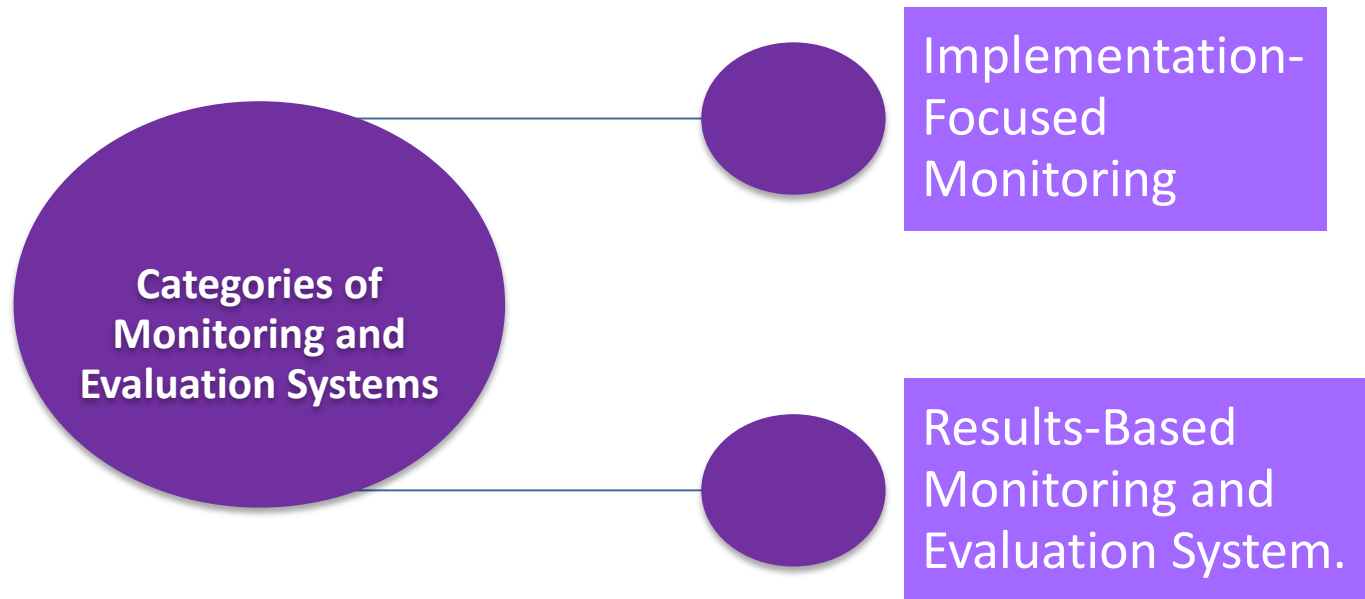 Categories of
Monitoring and
Evaluation Systems
Implementation-
Focused
Monitoring
Results-Based
Monitoring and
Evaluation System.